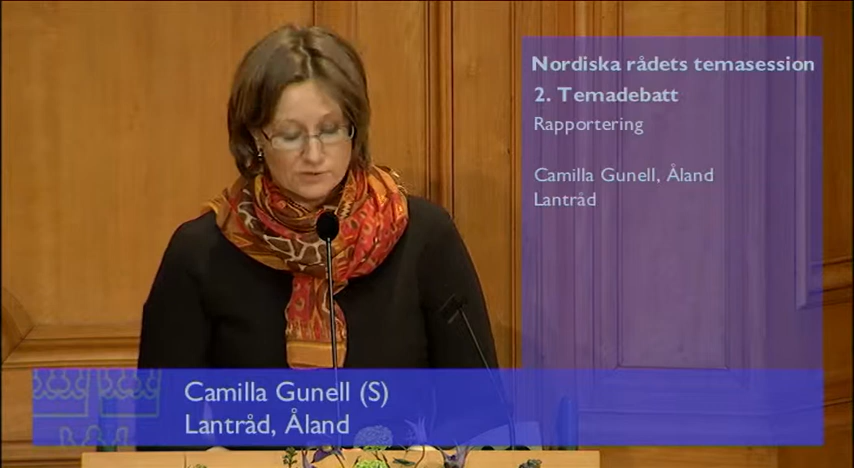 Nordiska rådets temasession
2. Temadebatt
Rapportering
Camilla Gunell, Åland
Lantråd
Camilla Gunell (S)
Lantråd, Åland